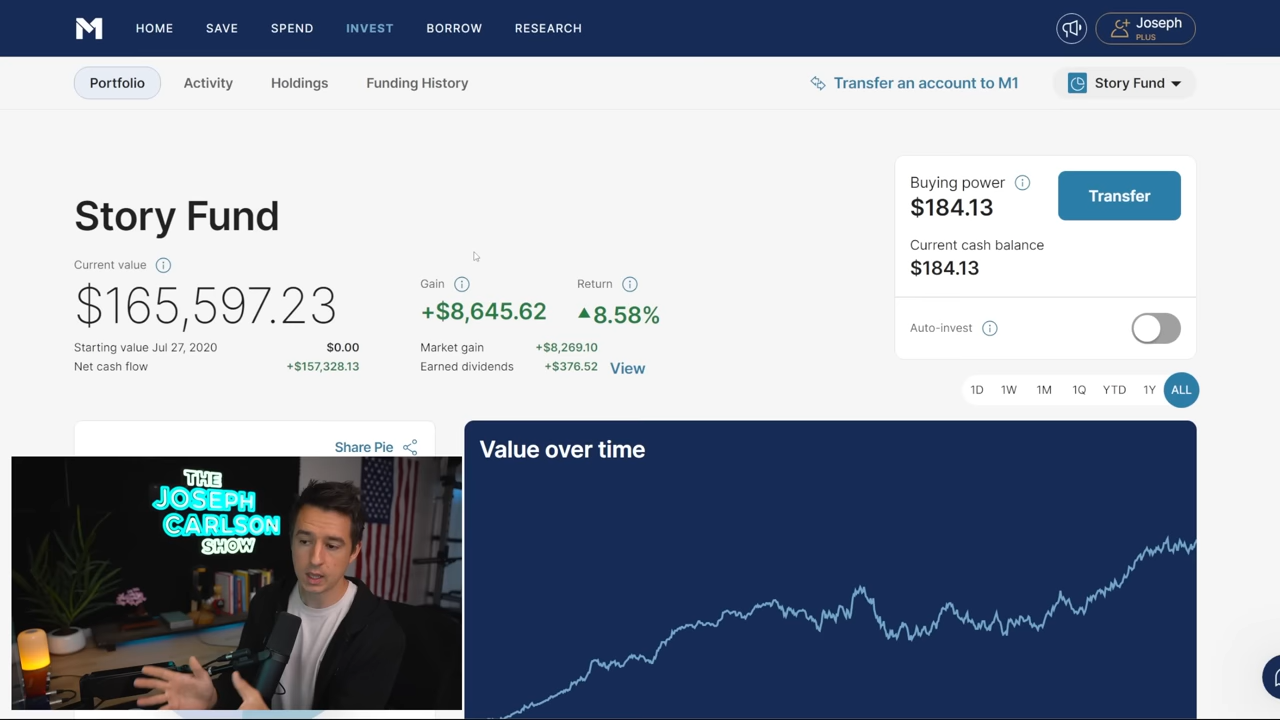 HOME SAVE SPEND INVEST BORROW RESEARCH
Joseph
PLUS
Portfolio Activity Holdings Funding History
Transfer an account to M1
Story Fund
Story Fund
Current value
$165,597.23
Starting value Jul 27, 2020 $0.00
Net cash flow +$157,328.13
Gain
+$8,645.62
Return
8.58%
Market gain +$8,269.10
Earned dividends +$376.52 View
Buying power
$184.13
Transfer
Current cash balance
$184.13
Auto-invest
1D 1W 1M 1Q YTD 1Y ALL
Share Pie
Value over time
THE
JOSEPH
CARLSON
SHOW